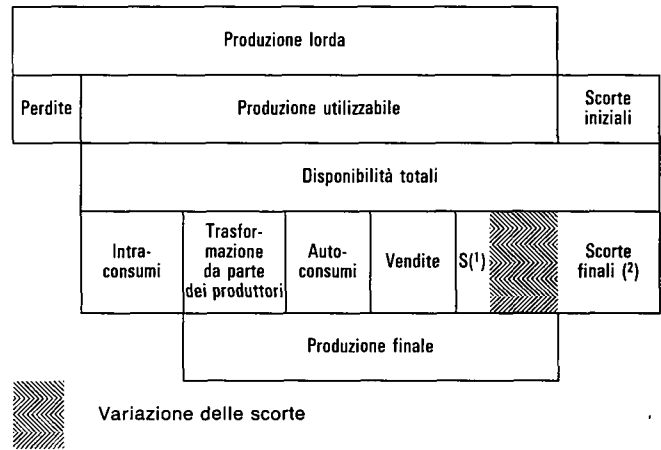 Produzione lorda
Perdite
Produzione utilizzabile
Scorte
iniziali
Disponibilità totali
Intra-
consumi
Trasfor-
mazione
da parte
dei produttori
Auto-
consumi
Vendite
S(¹)
Scorte
finali (²)
Produzione finale
Variazione delle scorte